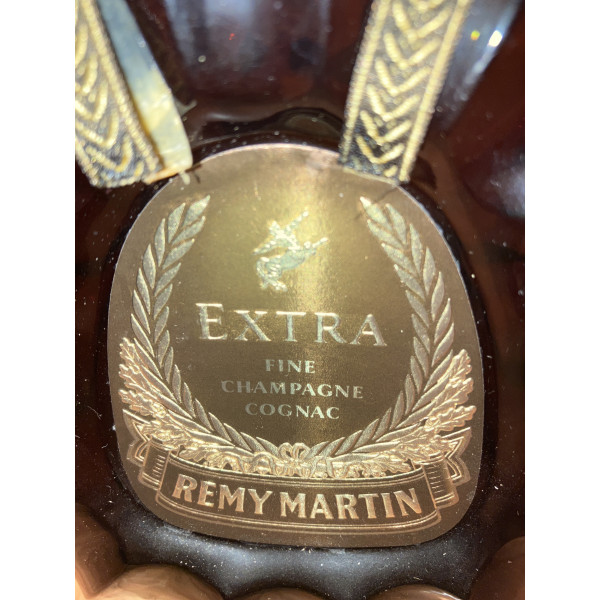 EXTRA
FINE
CHAMPAGNE
COGNAC
REMY MARTIN